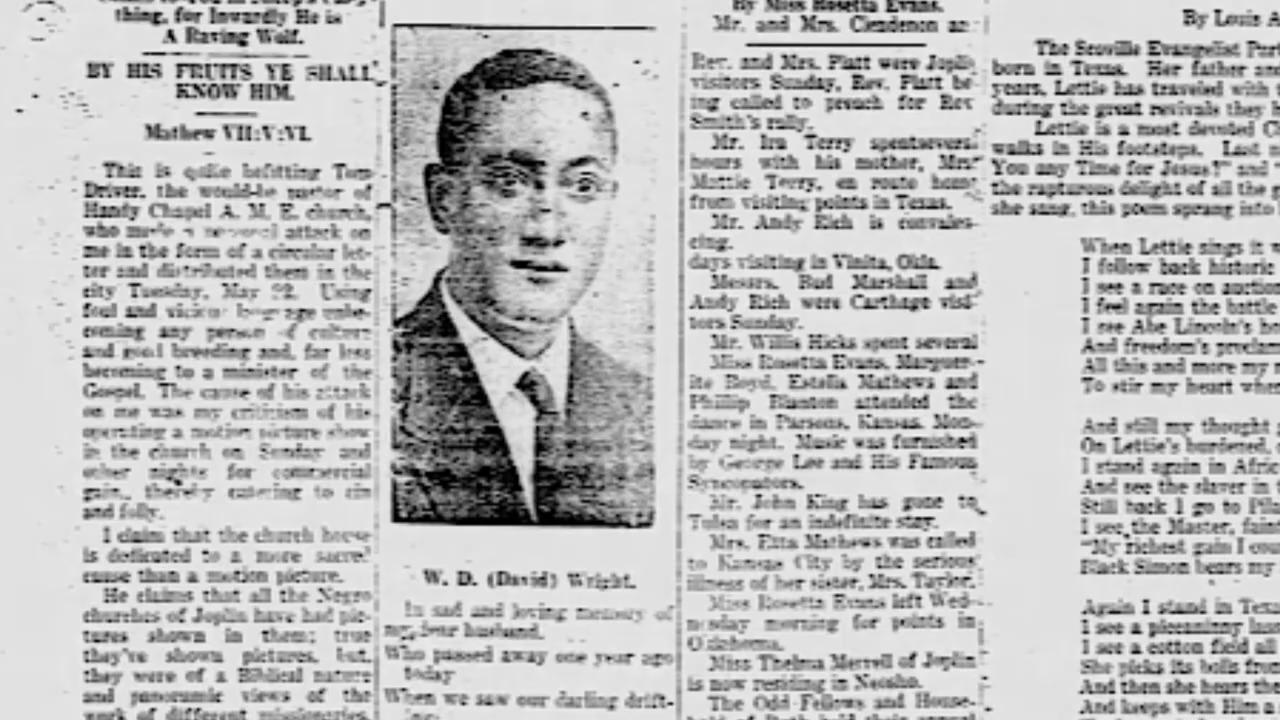 thing, for Inwardly He is
A Raving Wolf.
BY HIS FRUITS YE SHALL
KNOW HIM.
Mathew VII:V:VI.
This is quite befitting Tom
Driver, the would-be pastor of
Handy Chapel A. M. E. church,
who made a personal attack on
me in the form of a circular let-
ter and distributed them in the
city Tuesday, May 22. Using
foul and vicious language unbe-
coming any person of culture
and good breeding and, far less
becoming to a minister of the
Gospel. The cause of his attack
on me was my criticism of his
operating a motion picture show
in the church on Sunday and
other nights for commercial
gain, thereby catering to sin
and folly.
I claim that the church house
is dedicated to a more sacred
cause than a motion picture.
He claims that all the Negro
churches of Joplin have had pic-
tures shown in them; true
they've shown pictures, but,
they were of a Biblical nature
and panoramic views of the
work of different missionaries,
W. D. (David) Wright.
In sad and loving memory of
my dear husband,
Who passed away one year ago
today
When we saw our darling drift-
ing
By Miss Rosetta Evans.
Mr. and Mrs. Clendenon
Rev. and Mrs. Piatt were Joplin
visitors Sunday, Rev. Piatt be-
ing called to preach for Rev
Smith's rally.
Mr. Ira Terry spent several
hours with his mother, Mrs.
Mattie Terry, en route home
from visiting points in Texas.
Mr. Andy Rich is convales-
cing.
days visiting in Vinita, Okla.
Messrs. Bud Marshall and
Andy Rich were Carthage visi-
tors Sunday.
Mr. Willis Hicks spent several
Miss Rosetta Evans, Marguer-
ite Boyd, Estella Mathews and
Phillip Blanton attended the
dance in Parsons, Kansas, Mon-
day night. Music was furnished
by George Lee and His Famous
Syncopators.
Mr. John King has gone to
Tulsa for an indefinite stay.
Mrs. Etta Mathews was called
to Kansas City by the serious
illness of her sister, Mrs. Taylor.
Miss Rosetta Evans left Wed-
nesday morning for points in
Oklahoma.
Miss Thelma Merrell of Joplin
is now residing in Neosho.
The Odd Fellows and House-
hold of Ruth held their annual
By Louis A
The Scoville Evangelist Part
born in Texas. Her father and
years, Lettie has traveled with
during the great revivals they h
Lettie is a most devoted C
walks in His footsteps. Last n
You any Time for Jesus?" and
the rapturous delight of all the g
she sang, this poem sprang into
When Lettie sings it w
I follow back historic
I see a race on auction
I feel again the battle
I see Abe Lincoln's he
And freedom's proclam
All this and more my
To stir my heart when
And still my thought
On Lettie's burdened,
I stand again in Afric
And see the slaver in
Still back I go to Pila
I see the Master, faint
"My richest gain I cou
Black Simon bears my
Again I stand in Texa
I see a piccaninny
I see a cotton field all
She picks its bolls from
And then she hears the
And keeps with Him a